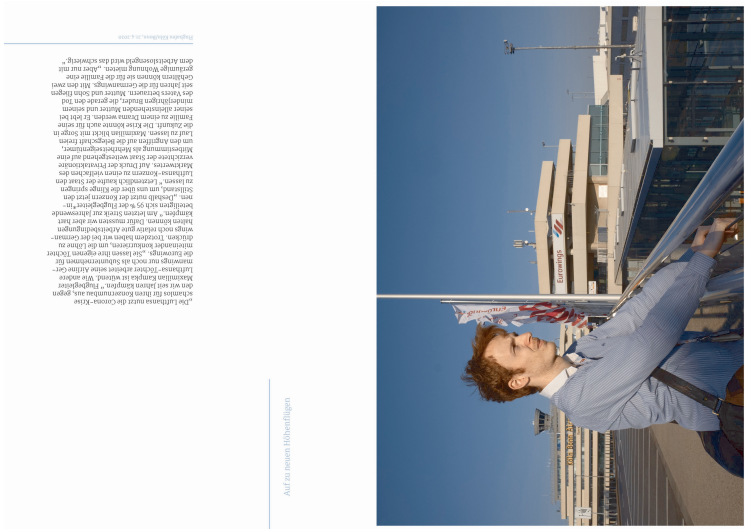 Auf zu neuen Höhenflügen
„Die Lufthansa nutzt die Corona-Krise
schamlos für ihren Konzernumbau aus, gegen
den wir seit Jahren kämpfen.“ Flugbegleiter
Maximilian Kampka ist wütend. Wie andere
Lufthansa-Töchter arbeitet seine Airline Ger-
manwings nur noch als Subunternehmen für
die Eurowings. „Sie lassen ihre eigenen Töchter
miteinander konkurrieren, um die Löhne zu
drücken. Trotzdem haben wir bei der German-
wings noch relativ gute Arbeitsbedingungen
halten können. Dafür mussten wir aber hart
kämpfen.“ Am letzten Streik zur Jahreswende
beteiligten sich 95 % der Flugbegleiter*in-
nen. „Deshalb nutzt der Konzern jetzt den
Stillstand, um uns über die Klinge springen
zu lassen.“ Letztendlich kaufte der Staat den
Lufthansa-Konzern zu einen vielfachen des
Marktwertes. Auf Druck der Privataktionäre
verzichtete der Staat weitestgehend auf eine
Mitbestimmung als Mehrheitseigentümer,
um den Angriffen auf die Belegschaft freien
Lauf zu lassen. Maximilian blickt mit Sorge in
die Zukunft. Die Krise könnte auch für seine
Familie zu einem Drama werden. Er lebt bei
seiner alleinstehenden Mutter und seinem
minderjährigen Bruder, die gerade den Tod
des Vaters betrauern. Mutter und Sohn fliegen
seit Jahren für die Germanwings. Mit den zwei
Gehältern können sie für die Familie eine
geräumige Wohnung mieten. „Aber nur mit
dem Arbeitslosengeld wird das schwierig.“
Flughafen Köln/Bonn, 21.4.2020
Eurowings